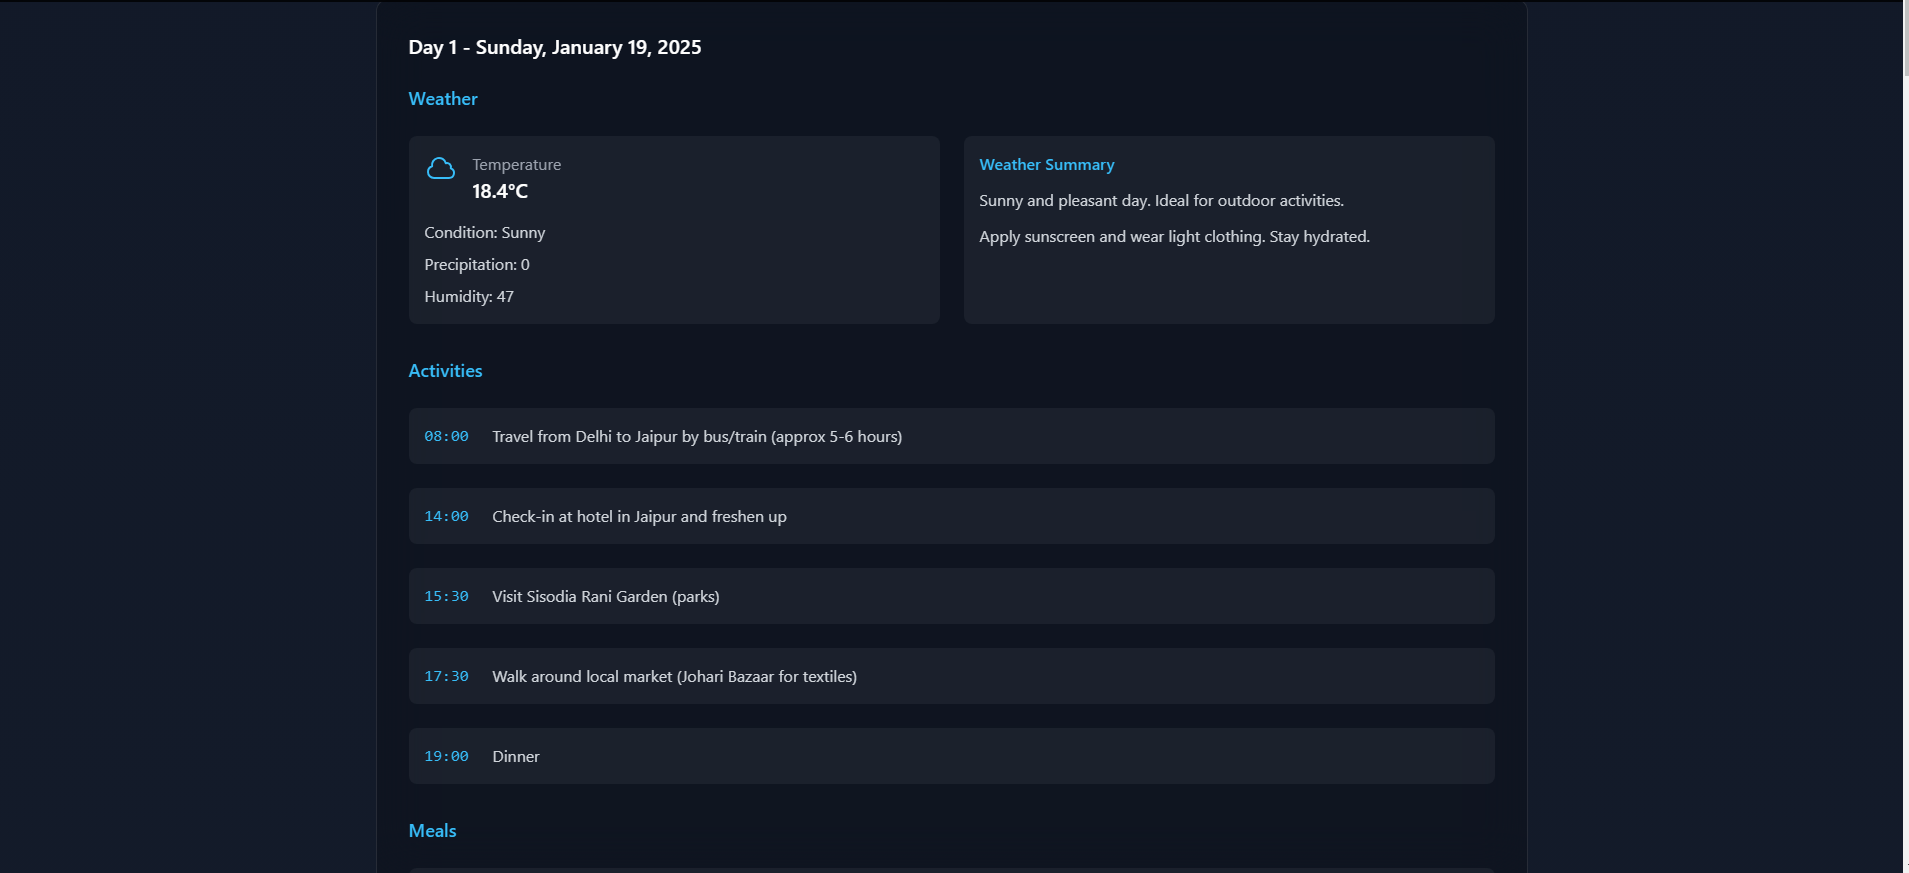 Day 1 - Sunday, January 19, 2025
Weather
Temperature
18.4°C
Condition: Sunny
Precipitation: 0
Humidity: 47
Weather Summary
Sunny and pleasant day. Ideal for outdoor activities.
Apply sunscreen and wear light clothing. Stay hydrated.
Activities
08:00 Travel from Delhi to Jaipur by bus/train (approx 5-6 hours)
14:00 Check-in at hotel in Jaipur and freshen up
15:30 Visit Sisodia Rani Garden (parks)
17:30 Walk around local market (Johari Bazaar for textiles)
19:00 Dinner
Meals